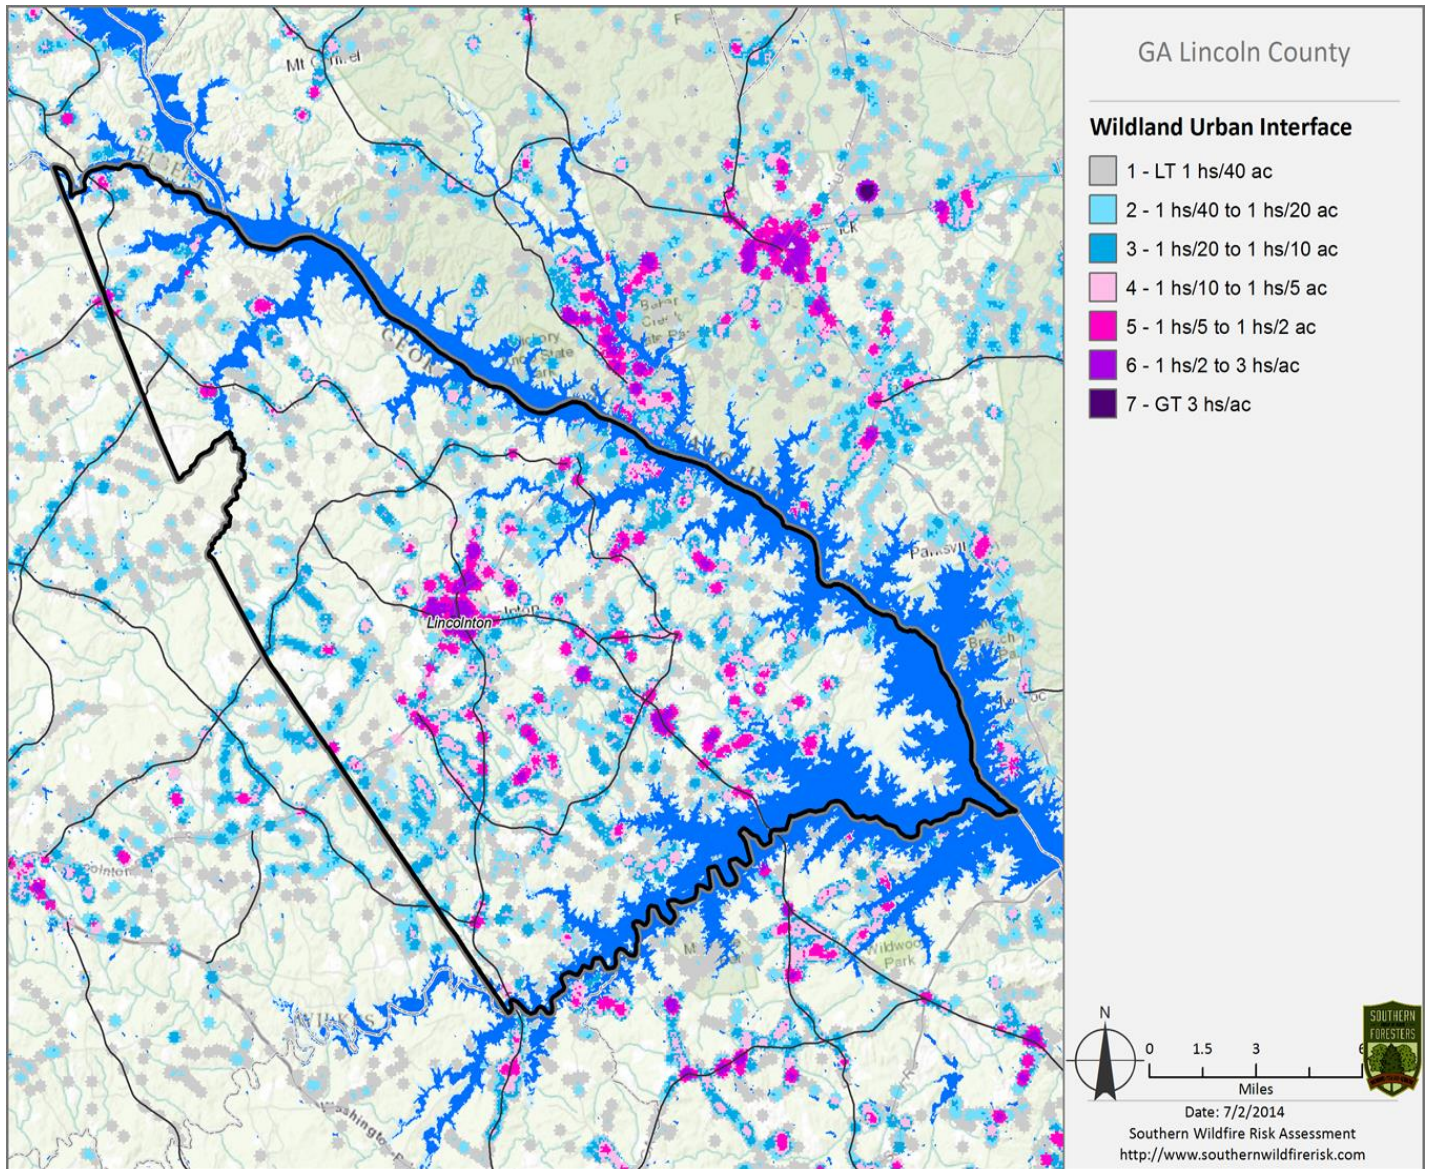 GA Lincoln County
Wildland Urban Interface
1 - LT 1 hs/40 ac
2 - 1 hs/40 to 1 hs/20 ac
3 - 1 hs/20 to 1 hs/10 ac
4 - 1 hs/10 to 1 hs/5 ac
5 - 1 hs/5 to 1 hs/2 ac
6 - 1 hs/2 to 3 hs/ac
7 - GT 3 hs/ac
Lincolnton
Wildwood
Park
N
0 1.5 3 6
Miles
SOUTHERN
FORESTERS
Date: 7/2/2014
Southern Wildfire Risk Assessment
http://www.southernwildfirerisk.com